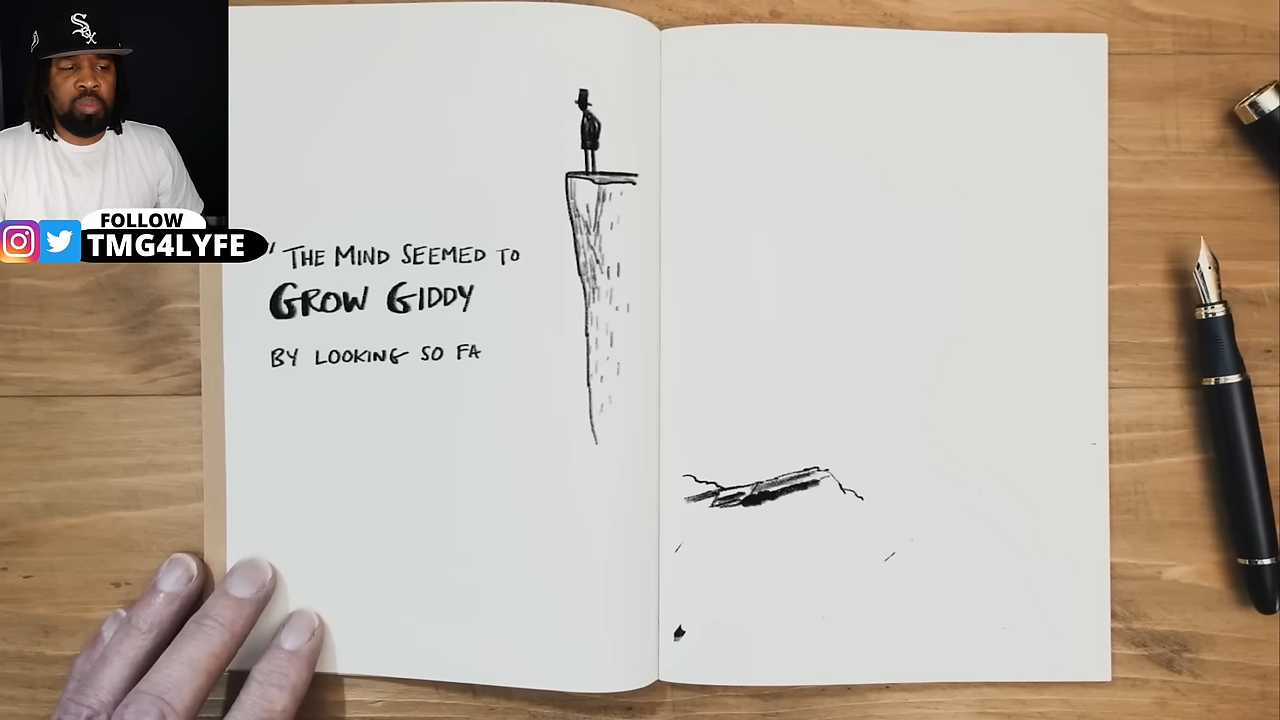 FOLLOW
TMG4LYFE
' THE MIND SEEMED TO
GROW GIDDY
BY LOOKING SO FA